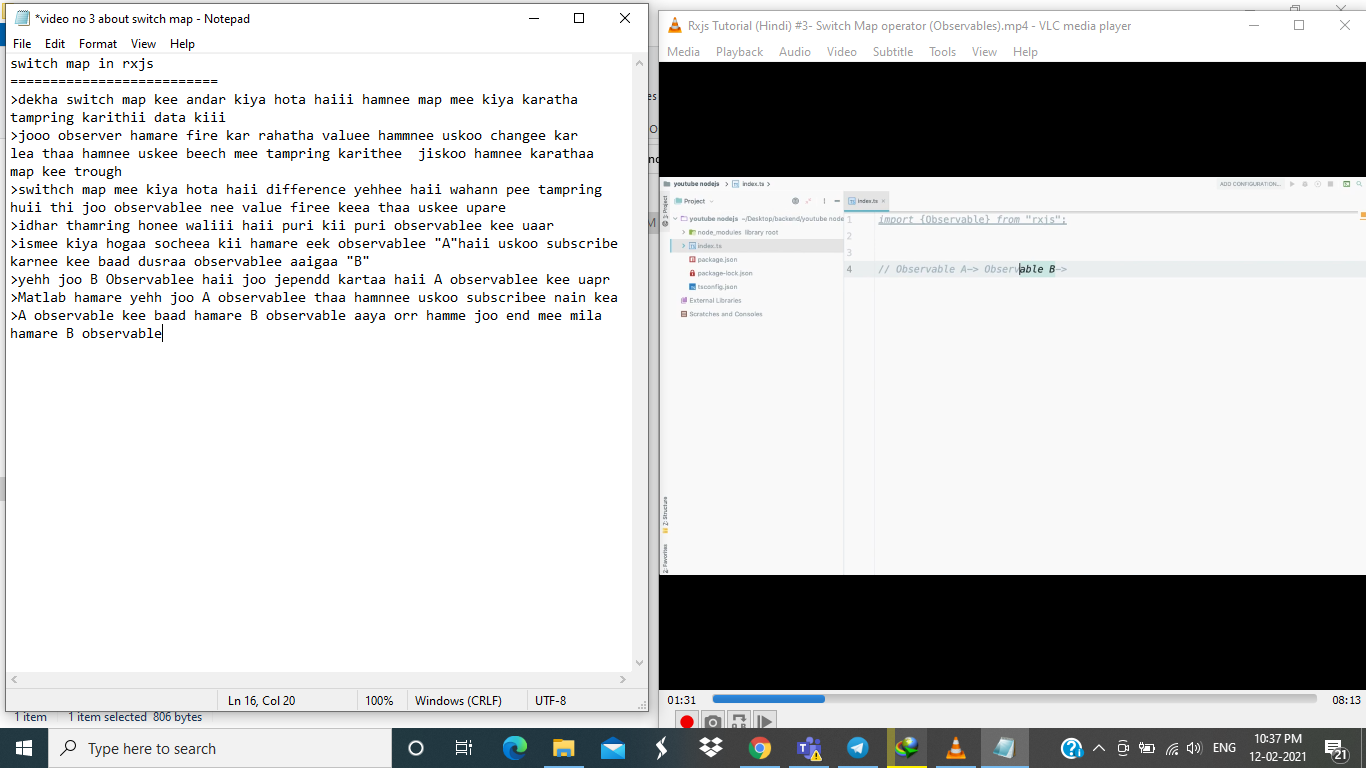 *video no 3 about switch map - Notepad
File Edit Format View Help
switch map in rxjs
==========================
>dekha switch map kee andar kiya hota haiii hamnee map mee kiya karatha
tampring karithii data kiii
>jooo observer hamare fire kar rahatha valuee hammnee uskoo changee kar
lea thaa hamnee uskee beech mee tampring karithee  jiskoo hamnee karathaa
map kee trough
>swithch map mee kiya hota haii difference yehhee haii wahann pee tampring
huii thi joo observablee nee value firee keea thaa uskee upare
>idhar thamring honee waliii haii puri kii puri observablee kee uaar
>ismee kiya hogaa socheea kii hamare eek observablee "A"haii uskoo subscribe
karnee kee baad dusraa observablee aaigaa "B"
>yehh joo B Observablee haii joo jependd kartaa haii A observablee kee uapr
>Matlab hamare yehh joo A observablee thaa hamnnee uskoo subscribee nain kea
>A observable kee baad hamare B observable aaya orr hamme joo end mee mila
hamare B observable
Ln 16, Col 20 100% Windows (CRLF) UTF-8
1 item 1 item selected 806 bytes
Rxjs Tutorial (Hindi) #3- Switch Map operator (Observables).mp4 - VLC media player
Media Playback Audio Video Subtitle Tools View Help
youtube nodejs index.ts
ADD CONFIGURATION...
Project
index.ts
youtube nodejs ~/Desktop/backend/youtube node
node_modules library root
index.ts
package.json
package-lock.json
tsconfig.json
External Libraries
Scratches and Consoles
1: Project
Z: Structure
2: Favorites
1 import {Observable} from "rxjs";
2
3
4 // Observable A-> Observable B->
01:31 08:13
Type here to search
ENG
10:37 PM
12-02-2021
21